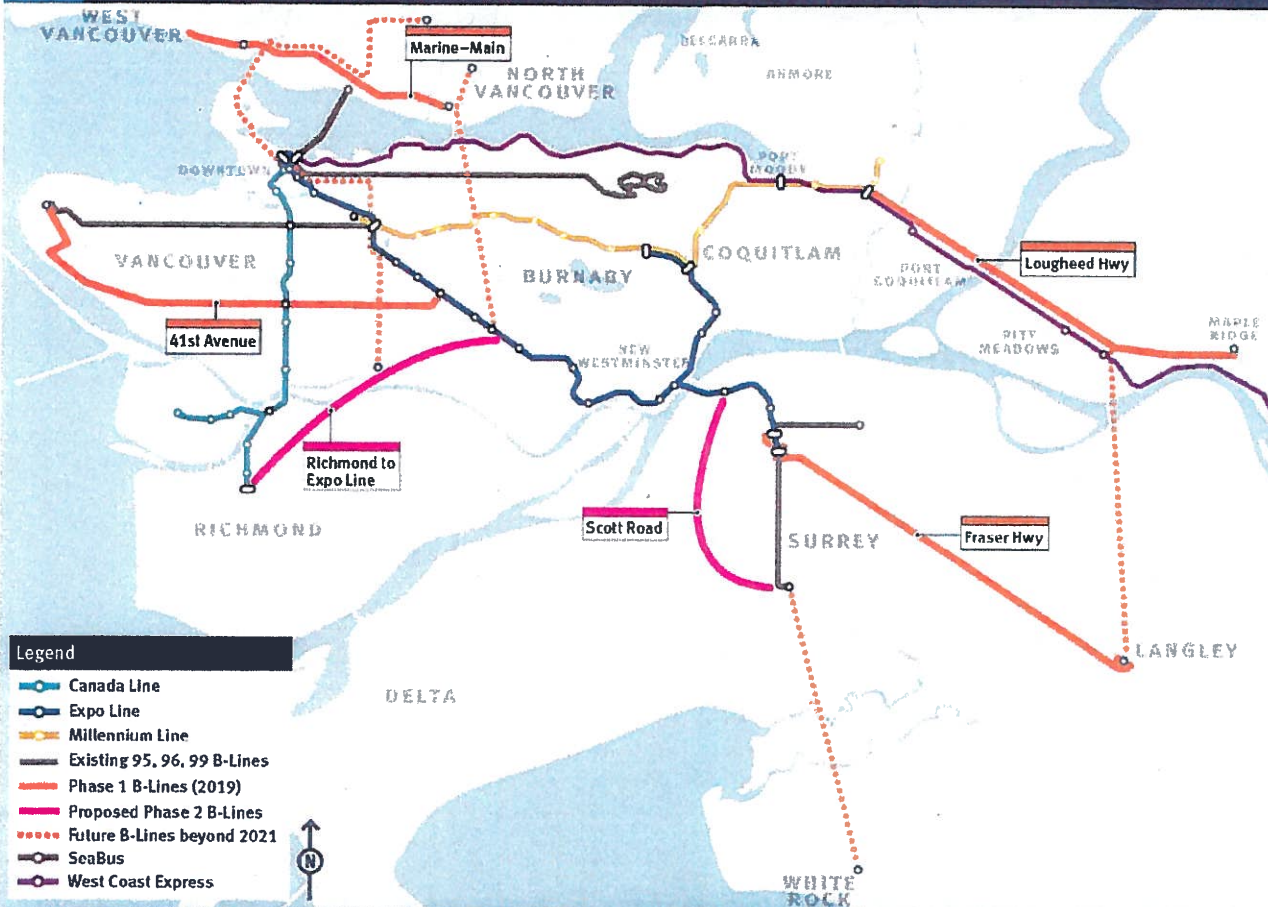 WEST
VANCOUVER
Marine–Main
BELCARRA
ANMORE
NORTH
VANCOUVER
DOWNTOWN
PORT
MOODY
VANCOUVER
BURNABY
COQUITLAM
Lougheed Hwy
PORT
COQUITLAM
41st Avenue
NEW
WESTMINSTER
PITT
MEADOWS
MAPLE
RIDGE
Richmond to
Expo Line
RICHMOND
Scott Road
SURREY
Fraser Hwy
LANGLEY
DELTA
WHITE
ROCK
Legend
Canada Line
Expo Line
Millennium Line
Existing 95, 96, 99 B-Lines
Phase 1 B-Lines (2019)
Proposed Phase 2 B-Lines
Future B-Lines beyond 2021
SeaBus
West Coast Express
N